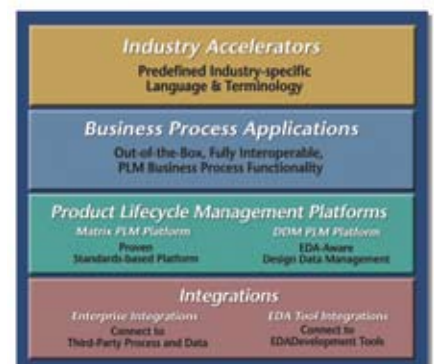 Industry Accelerators
Predefined Industry-specific
Language & Terminology
Business Process Applications
Out-of-the-Box, Fully Interoperable,
PLM Business Process Functionality
Product Lifecycle Management Platforms
Matrix PLM Platform
Proven
Standards-based Platform
DDM PLM Platform
EDA-Aware
Design Data Management
Integrations
Enterprise Integrations
Connect to
Third-Party Process and Data
EDA Tool Integrations
Connect to
EDADevelopment Tools